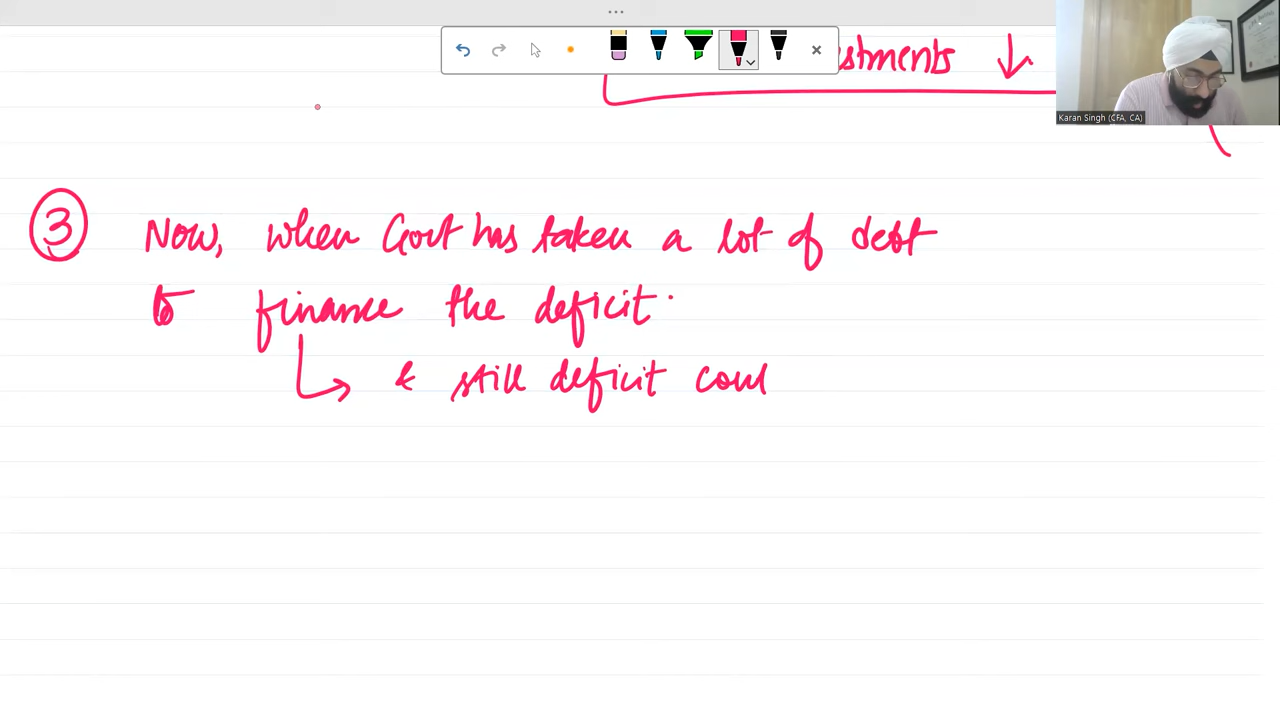 stments ↓
Karan Singh (CFA, CA)
3 Now, when Govt has taken a lot of debt
to finance the deficit.
↳ & still deficit coul